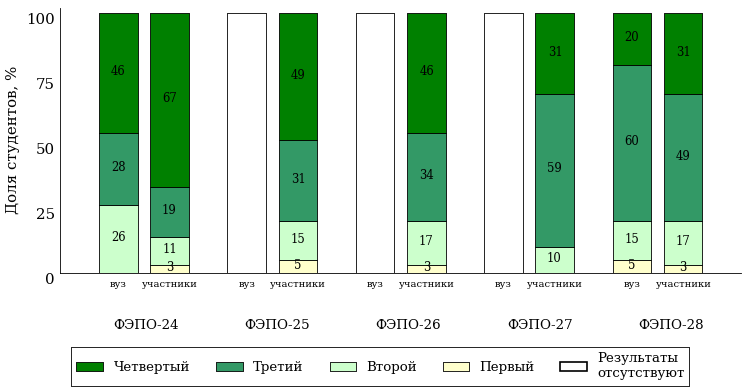 100
75
50
25
0
Доля студентов, %
46 28 26
67 19 11 3
49 31 15 5
46 34 17 3
31 59 10
20 60 15 5
31 49 17 3
вуз участники вуз участники вуз участники вуз участники вуз участники
ФЭПО-24 ФЭПО-25 ФЭПО-26 ФЭПО-27 ФЭПО-28
Четвертый Третий Второй Первый Результаты
отсутствуют